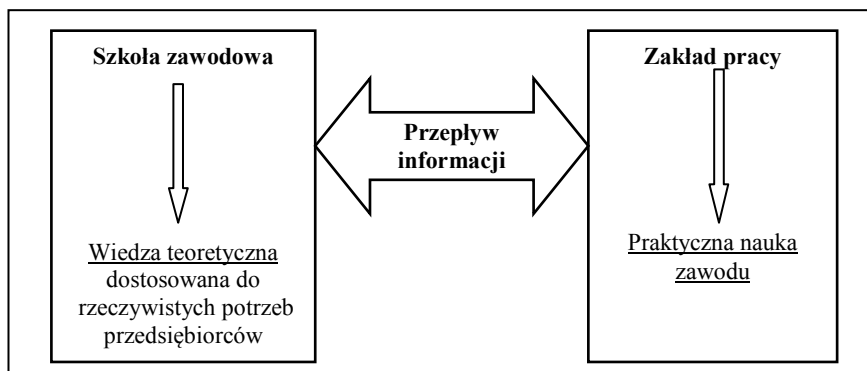 Szkoła zawodowa
Wiedza teoretyczna
dostosowana do
rzeczywistych potrzeb
przedsiębiorców
Przepływ
informacji
Zakład pracy
Praktyczna nauka
zawodu